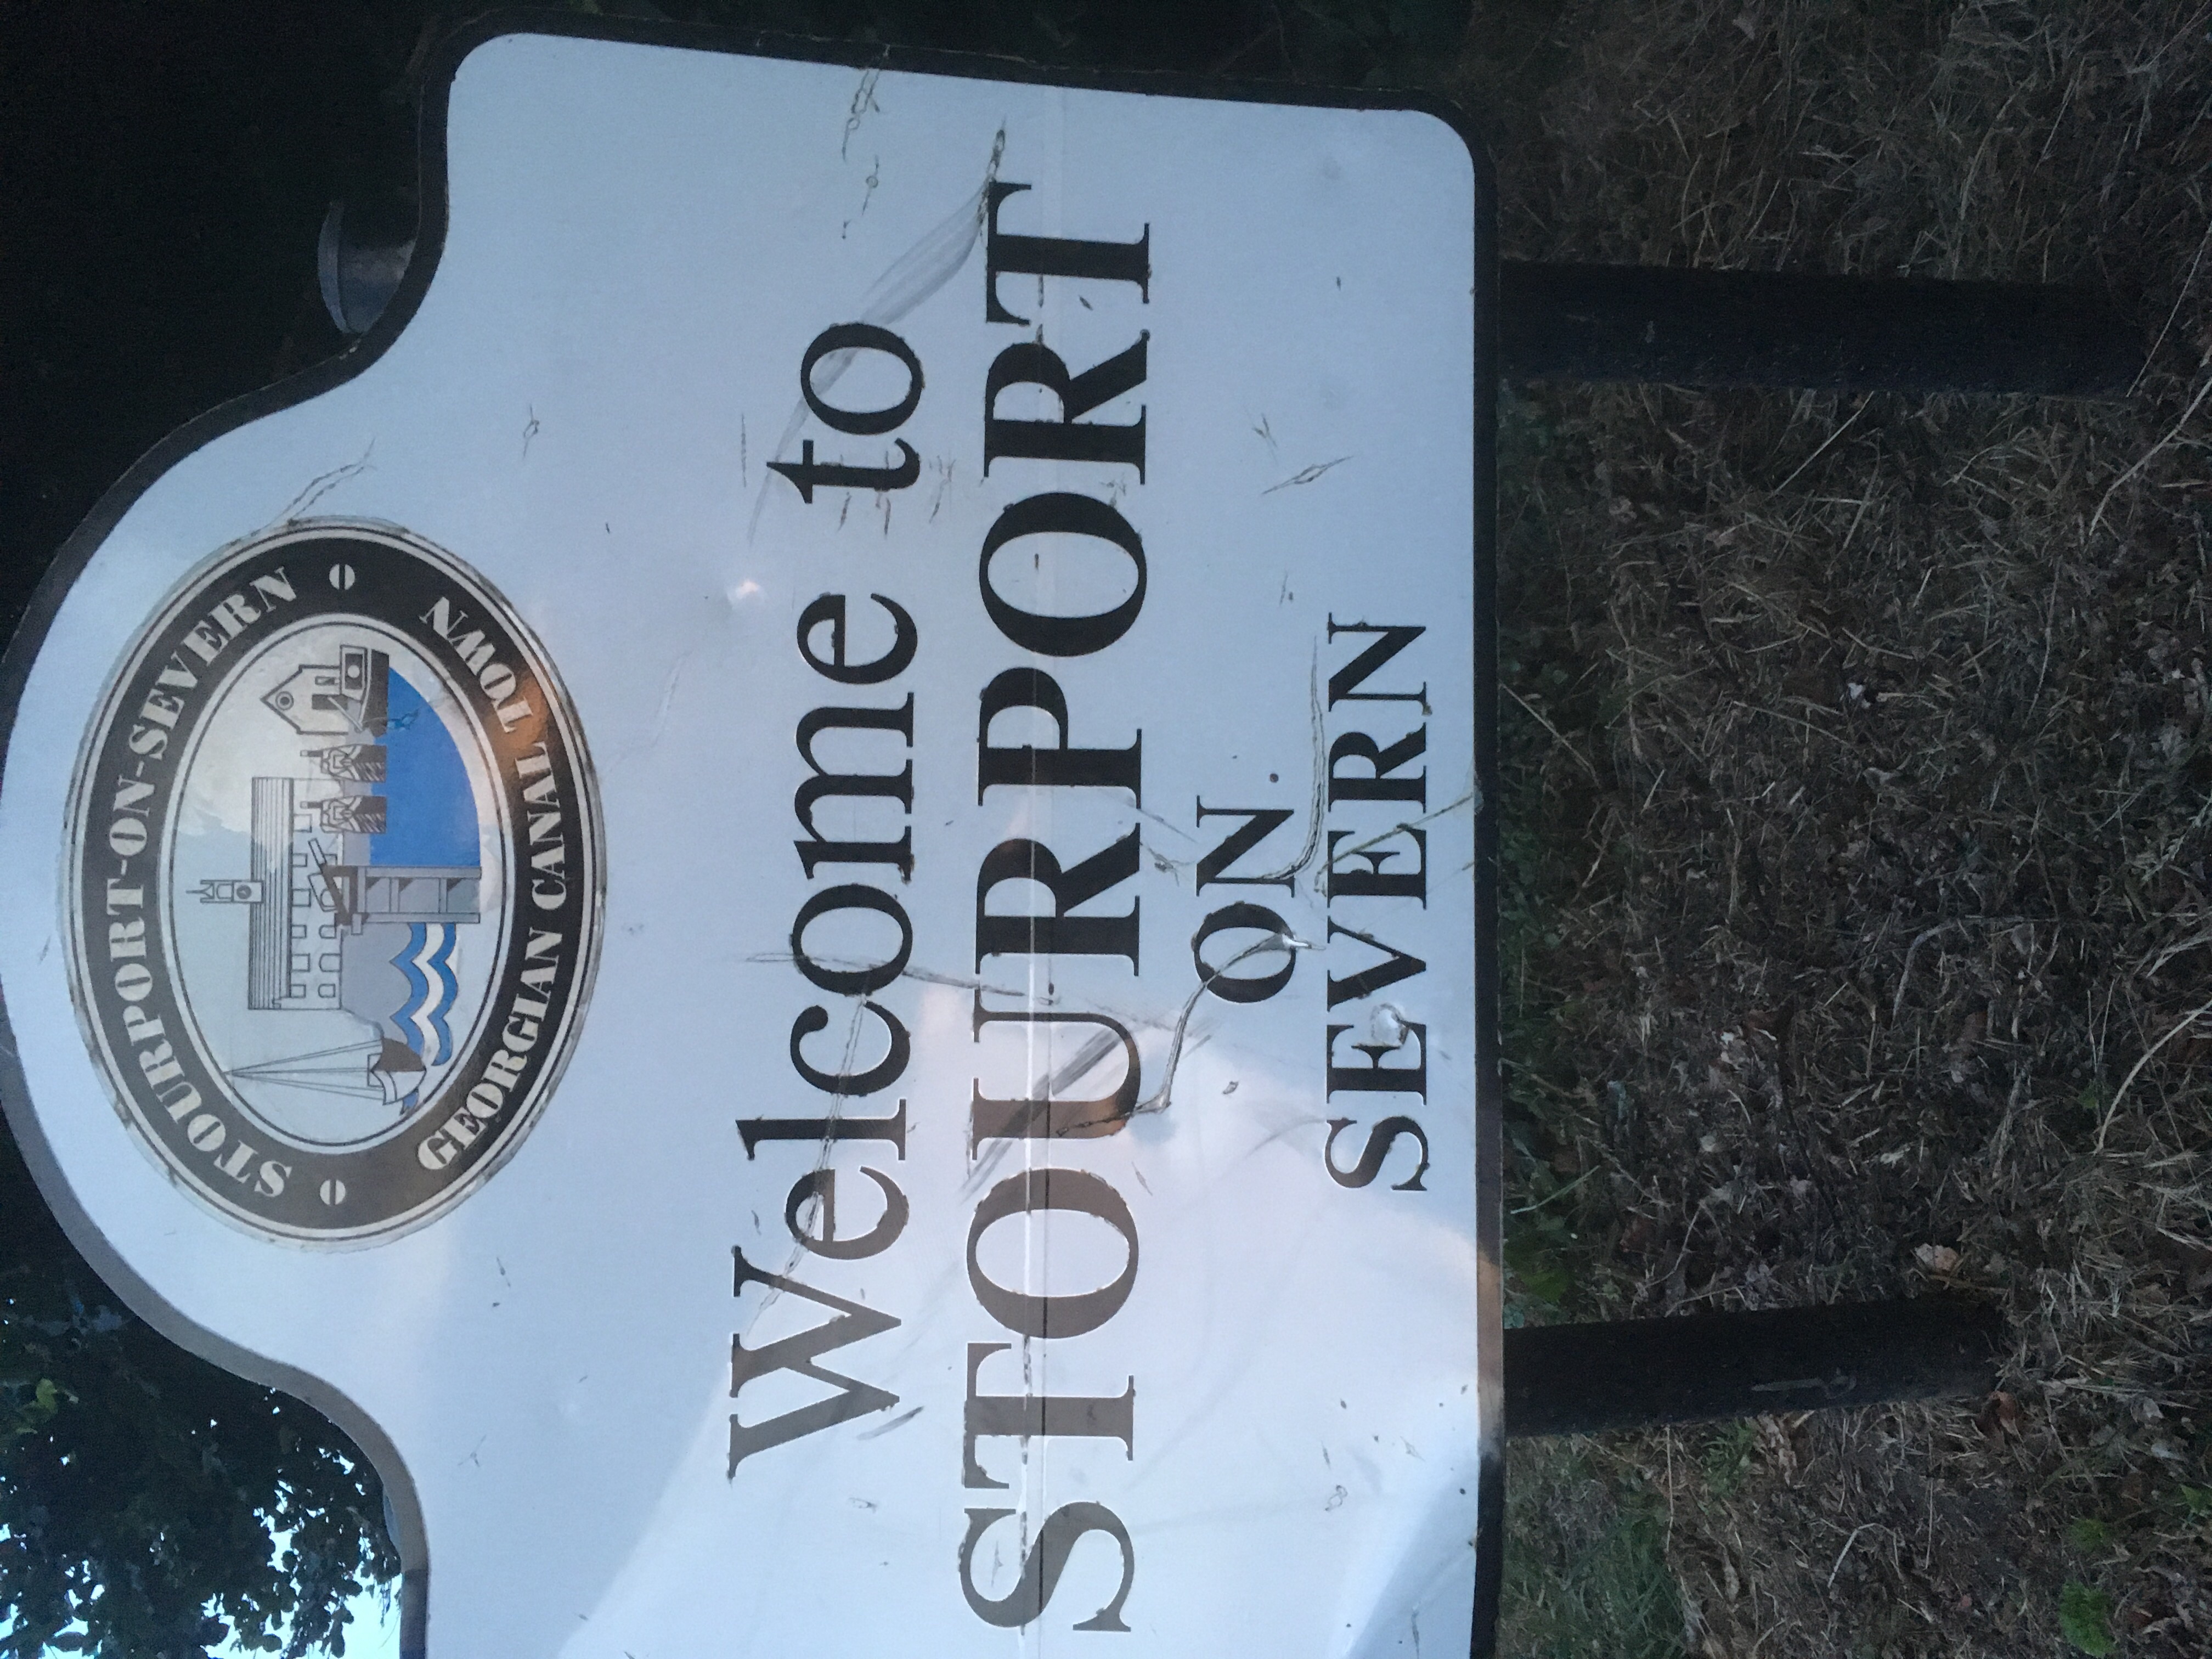 STOURPORT-ON-SEVERN
GEORGIAN CANAL TOWN
Welcome to
STOURPORT
ON
SEVERN